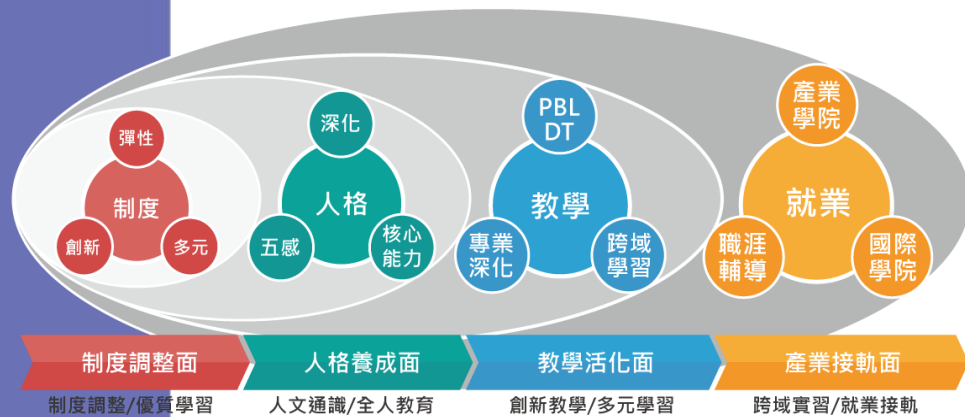 彈性
制度
創新
多元
深化
人格
五感
核心
能力
PBL
DT
教學
專業
深化
跨域
學習
產業
學院
就業
職涯
輔導
國際
學院
制度調整面
人格養成面
教學活化面
產業接軌面
制度調整/優質學習
人文通識/全人教育
創新教學/多元學習
跨域實習/就業接軌